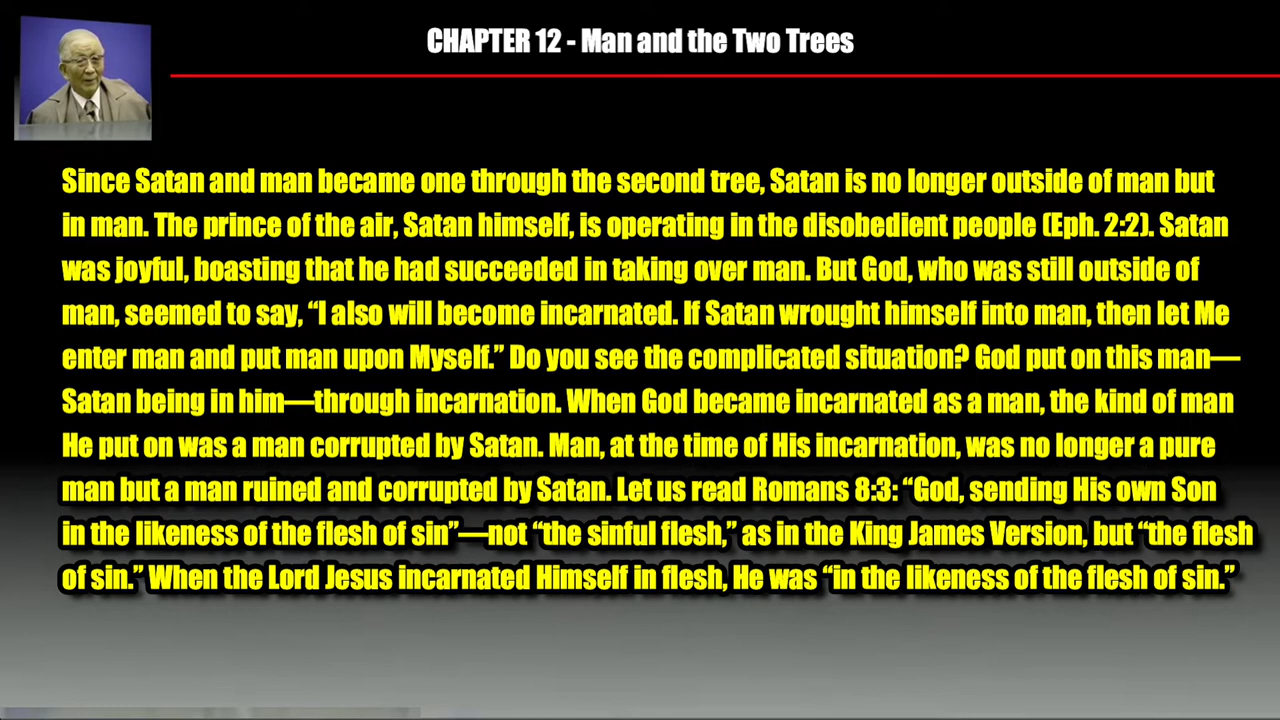 CHAPTER 12 - Man and the Two Trees
Since Satan and man became one through the second tree, Satan is no longer outside of man but
in man. The prince of the air, Satan himself, is operating in the disobedient people (Eph. 2:2). Satan
was joyful, boasting that he had succeeded in taking over man. But God, who was still outside of
man, seemed to say, “I also will become incarnated. If Satan wrought himself into man, then let Me
enter man and put man upon Myself.” Do you see the complicated situation? God put on this man—
Satan being in him—through incarnation. When God became incarnated as a man, the kind of man
He put on was a man corrupted by Satan. Man, at the time of His incarnation, was no longer a pure
man but a man ruined and corrupted by Satan. Let us read Romans 8:3: “God, sending His own Son
in the likeness of the flesh of sin”—not “the sinful flesh,” as in the King James Version, but “the flesh
of sin.” When the Lord Jesus incarnated Himself in flesh, He was “in the likeness of the flesh of sin.”